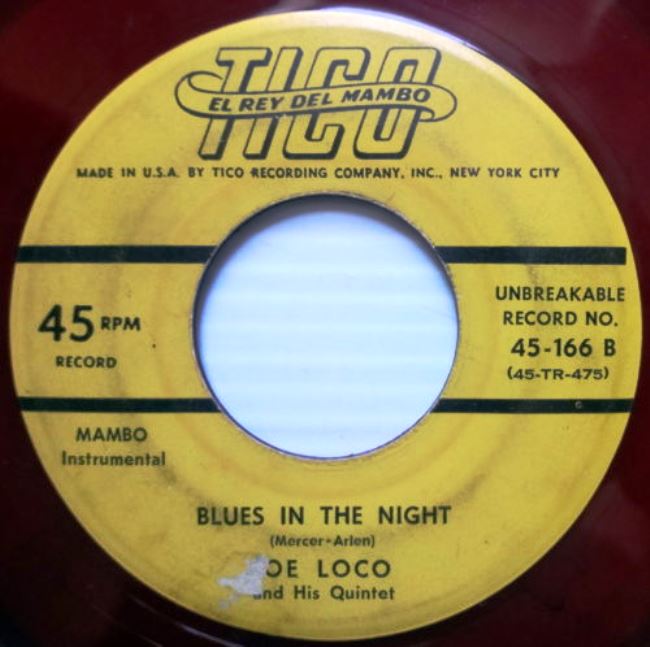 TICO
EL REY DEL MAMBO
MADE IN U.S.A. BY TICO RECORDING COMPANY, INC., NEW YORK CITY
45 RPM
RECORD
UNBREAKABLE
RECORD NO.
45-166 B
(45-TR-475)
MAMBO
Instrumental
BLUES IN THE NIGHT
(Mercer-Arlen)
OE LOCO
and His Quintet